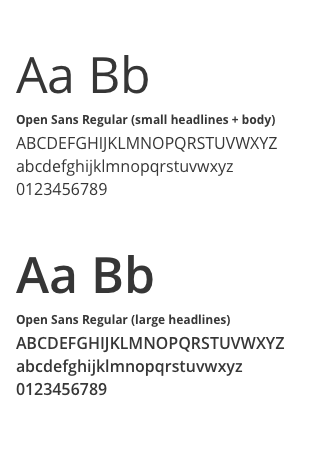 Aa Bb
Open Sans Regular (small headlines + body)
ABCDEFGHIJKLMNOPQRSTUVWXYZ
abcdefghijklmnopqrstuvwxyz
0123456789
Aa Bb
Open Sans Regular (large headlines)
ABCDEFGHIJKLMNOPQRSTUVWXYZ
abcdefghijklmnopqrstuvwxyz
0123456789